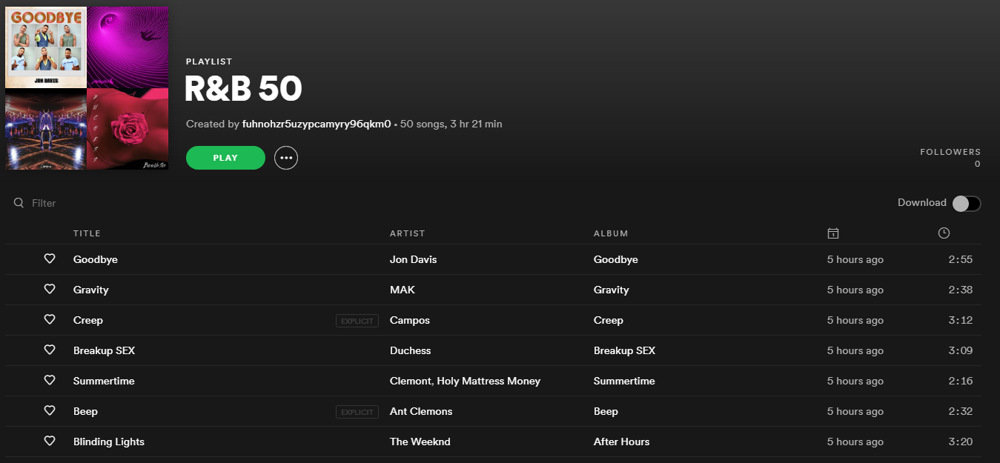 GOODBYE
JON DAVIS
DUCHESS
PLAYLIST
R&B 50
Created by fuhnohzr5uzypcamyry96qkm0 • 50 songs, 3 hr 21 min
PLAY
FOLLOWERS
0
Filter
Download
TITLE ARTIST ALBUM
Goodbye Jon Davis Goodbye 5 hours ago 2:55
Gravity MAK Gravity 5 hours ago 2:38
Creep EXPLICIT Campos Creep 5 hours ago 3:12
Breakup SEX Duchess Breakup SEX 5 hours ago 3:09
Summertime Clemont, Holy Mattress Money Summertime 5 hours ago 2:16
Beep EXPLICIT Ant Clemons Beep 5 hours ago 2:32
Blinding Lights The Weeknd After Hours 5 hours ago 3:20